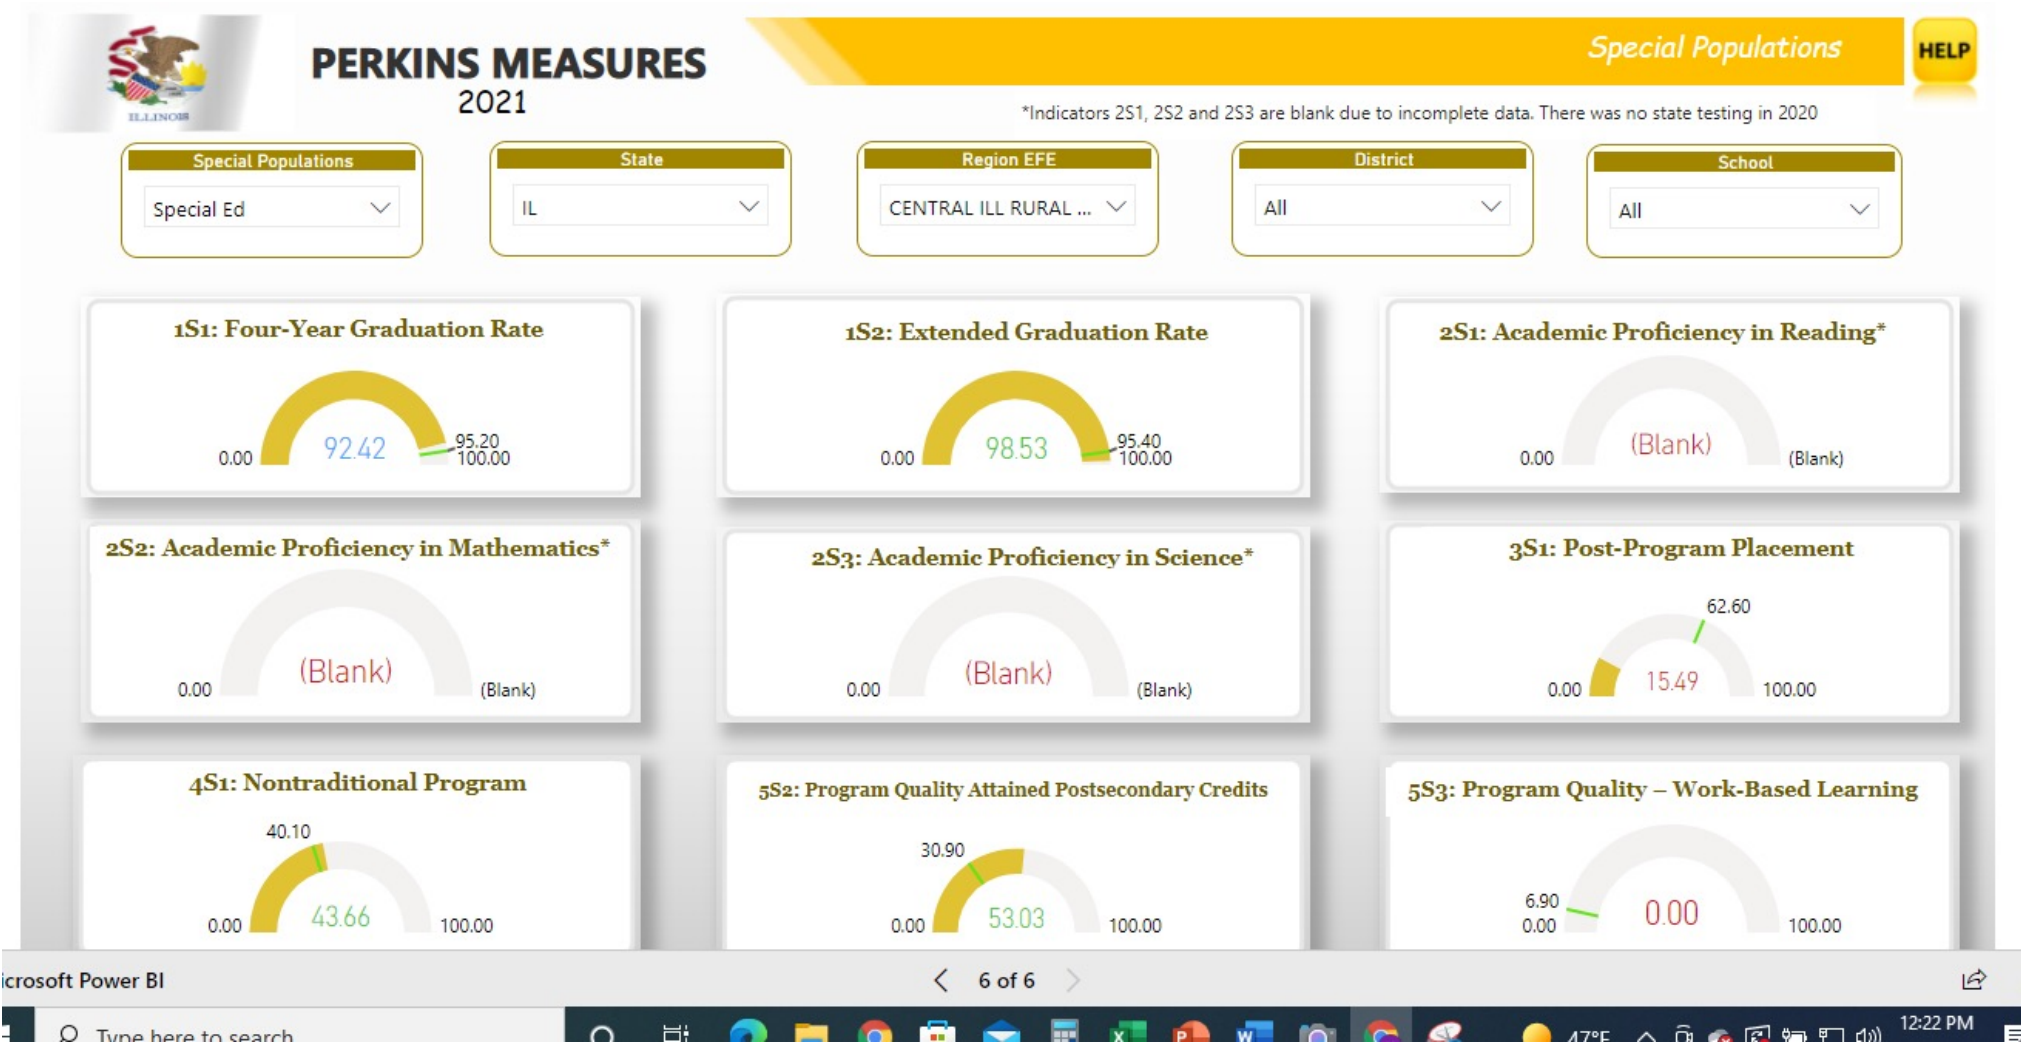 ILLINOIS
PERKINS MEASURES
2021
Special Populations
HELP
*Indicators 2S1, 2S2 and 2S3 are blank due to incomplete data. There was no state testing in 2020
Special Populations
Special Ed
State
IL
Region EFE
CENTRAL ILL RURAL ...
District
All
School
All
1S1: Four-Year Graduation Rate
92.42
95.20
0.00
100.00
1S2: Extended Graduation Rate
98.53
95.40
0.00
100.00
2S1: Academic Proficiency in Reading*
(Blank)
0.00
(Blank)
2S2: Academic Proficiency in Mathematics*
(Blank)
0.00
(Blank)
2S3: Academic Proficiency in Science*
(Blank)
0.00
(Blank)
3S1: Post-Program Placement
62.60
15.49
0.00
100.00
4S1: Nontraditional Program
40.10
43.66
0.00
100.00
5S2: Program Quality Attained Postsecondary Credits
30.90
53.03
0.00
100.00
5S3: Program Quality – Work-Based Learning
6.90
0.00
0.00
100.00
icrosoft Power BI
6 of 6
Type here to search
47°F
12:22 PM